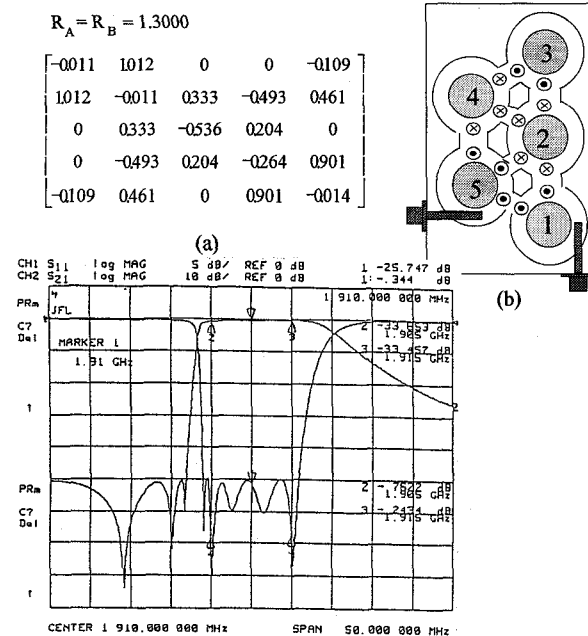 R_A = R_B = 1.3000
-0.011 1.012 0 0 -0.109
1.012 -0.011 0.333 -0.493 0.461
0 0.333 -0.536 0.204 0
0 -0.493 0.204 -0.264 0.901
-0.109 0.461 0 0.901 -0.014
(a)
3
4
2
5
1
(b)
CH1 S11 log MAG 5 dB/ REF 0 dB 1 -25.747 dB
CH2 S21 log MAG 10 dB/ REF 0 dB 1:-.344 dB
PRm
C?
Del
JFL
1 910.000 000 MHz
MARKER 1
1.91 GHz
2 -33.653 dB
1.905 GHz
3 -33.457 dB
1.915 GHz
2
3
2
PRm
C?
Del
2 -.7622 dB
1.905 GHz
3 -.2434 dB
1.915 GHz
CENTER 1 910.000 000 MHz SPAN 50.000 000 MHz